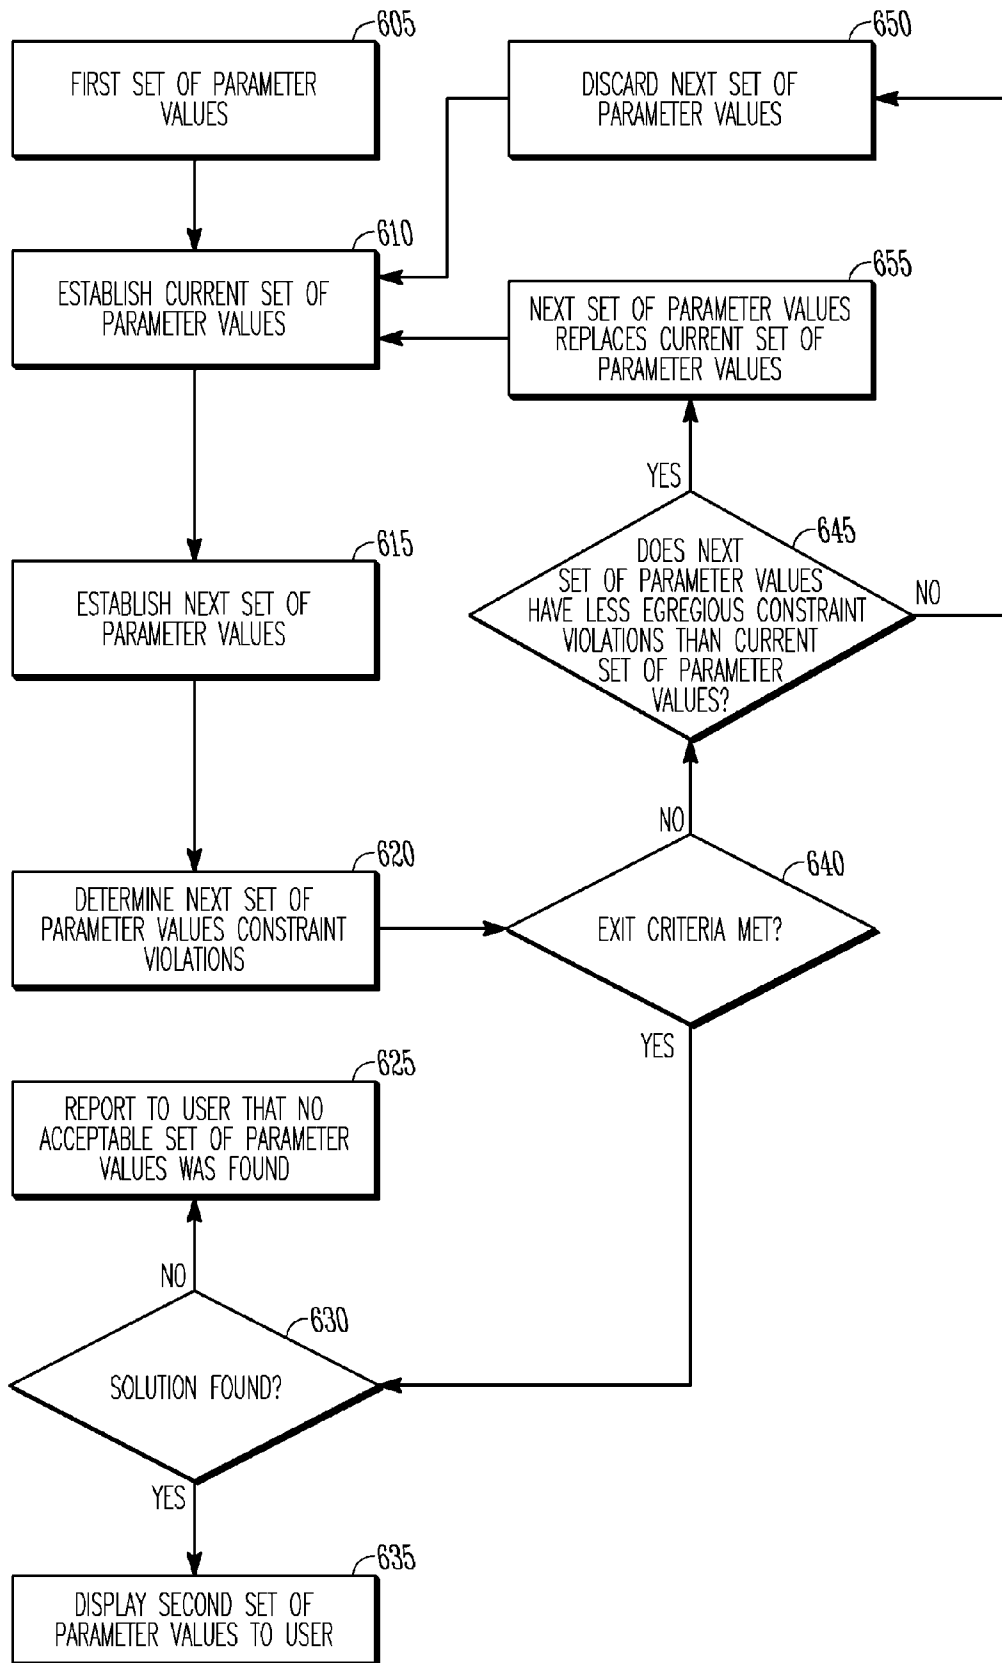 605
FIRST SET OF PARAMETER
VALUES
650
DISCARD NEXT SET OF
PARAMETER VALUES
610
ESTABLISH CURRENT SET OF
PARAMETER VALUES
655
NEXT SET OF PARAMETER VALUES
REPLACES CURRENT SET OF
PARAMETER VALUES
YES
645
DOES NEXT
SET OF PARAMETER VALUES
HAVE LESS EGREGIOUS CONSTRAINT
VIOLATIONS THAN CURRENT
SET OF PARAMETER
VALUES?
NO
615
ESTABLISH NEXT SET OF
PARAMETER VALUES
NO
620
DETERMINE NEXT SET OF
PARAMETER VALUES CONSTRAINT
VIOLATIONS
640
EXIT CRITERIA MET?
YES
625
REPORT TO USER THAT NO
ACCEPTABLE SET OF PARAMETER
VALUES WAS FOUND
NO
630
SOLUTION FOUND?
YES
635
DISPLAY SECOND SET OF
PARAMETER VALUES TO USER